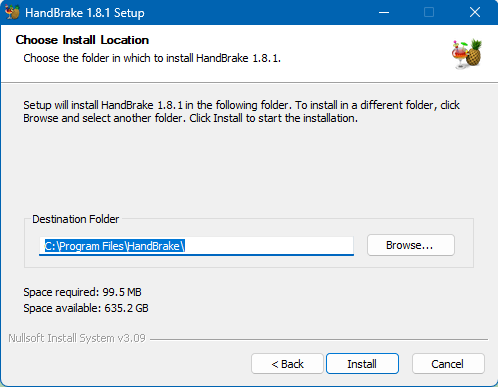 HandBrake 1.8.1 Setup
Choose Install Location
Choose the folder in which to install HandBrake 1.8.1.
Setup will install HandBrake 1.8.1 in the following folder. To install in a different folder, click
Browse and select another folder. Click Install to start the installation.
Destination Folder
C:\Program Files\HandBrake\
Browse...
Space required: 99.5 MB
Space available: 635.2 GB
Nullsoft Install System v3.09
< Back
Install
Cancel